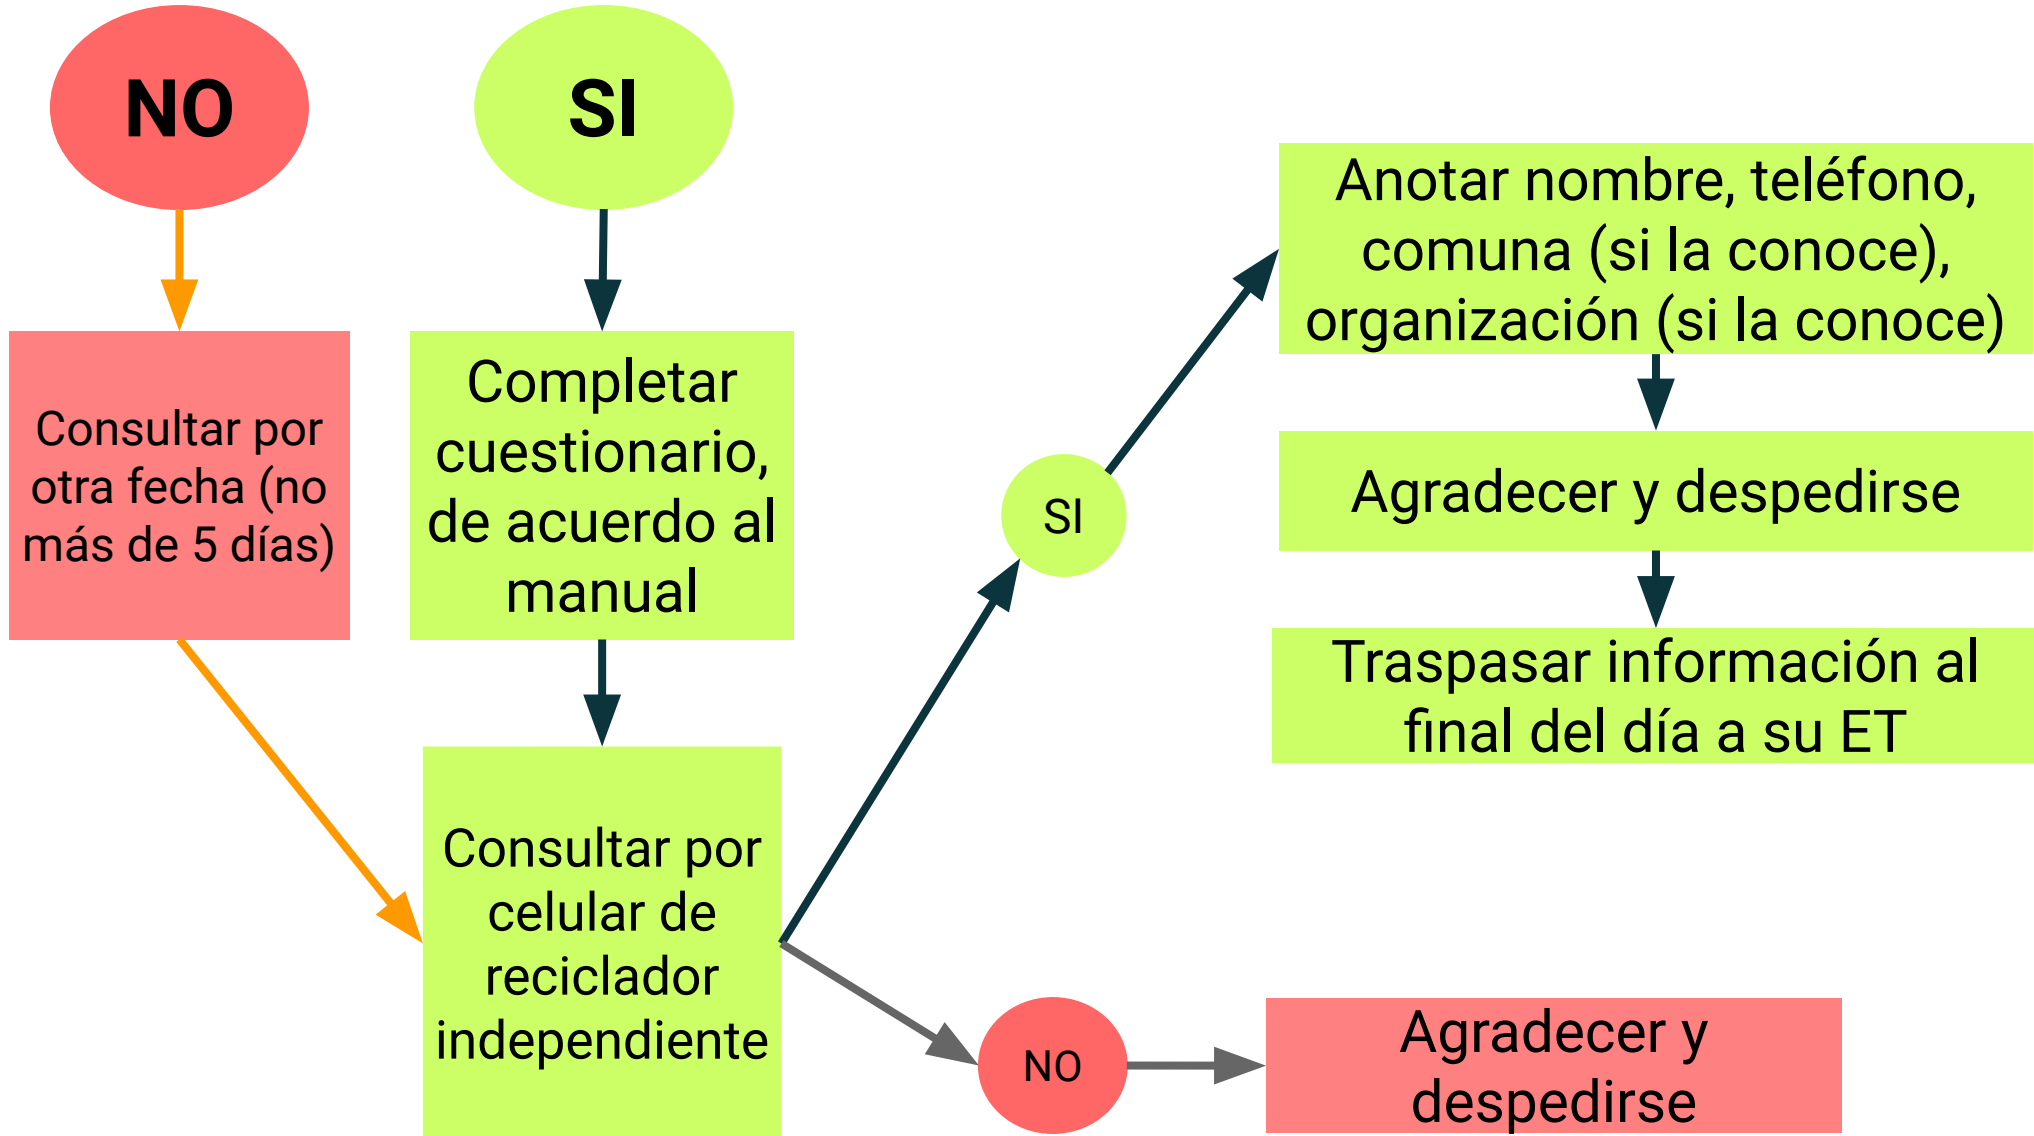 NO
SI
Consultar por
otra fecha (no
más de 5 días)
Completar
cuestionario,
de acuerdo al
manual
Consultar por
celular de
reciclador
independiente
SI
Anotar nombre, teléfono,
comuna (si la conoce),
organización (si la conoce)
Agradecer y despedirse
Traspasar información al
final del día a su ET
NO
Agradecer y
despedirse